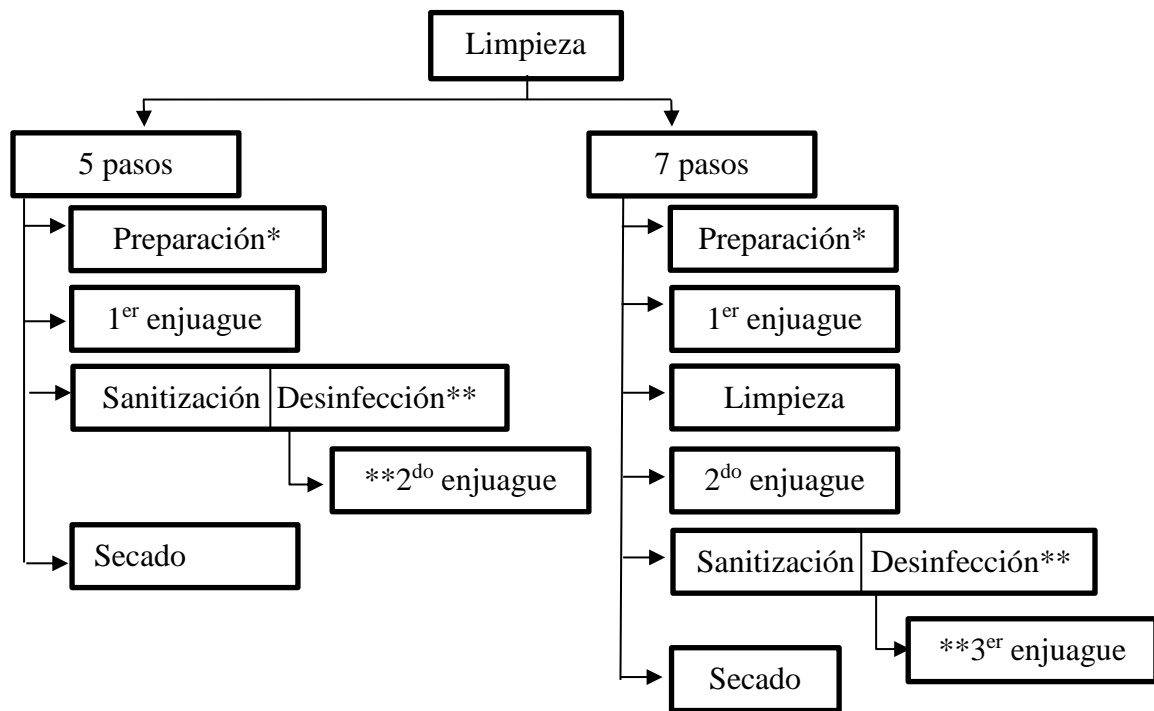 Limpieza
5 pasos
Preparación*
1er enjuague
Sanitización Desinfección**
**2do enjuague
Secado
7 pasos
Preparación*
1er enjuague
Limpieza
2do enjuague
Sanitización Desinfección**
**3er enjuague
Secado